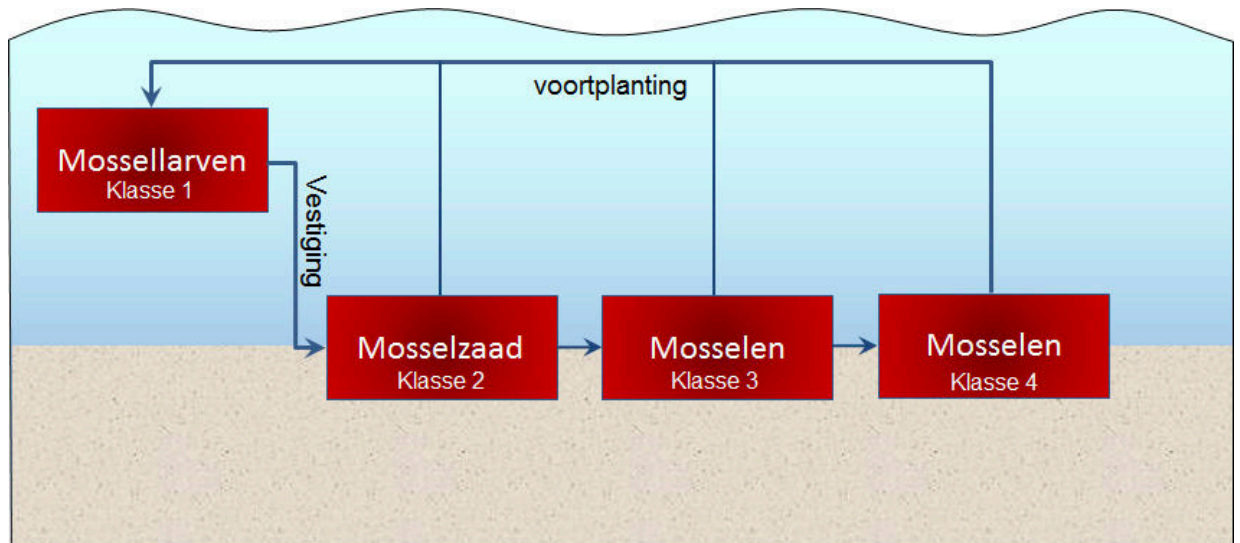 voortplanting
Mossellarven
Klasse 1
Vestiging
Mosselzaad
Klasse 2
Mosselen
Klasse 3
Mosselen
Klasse 4